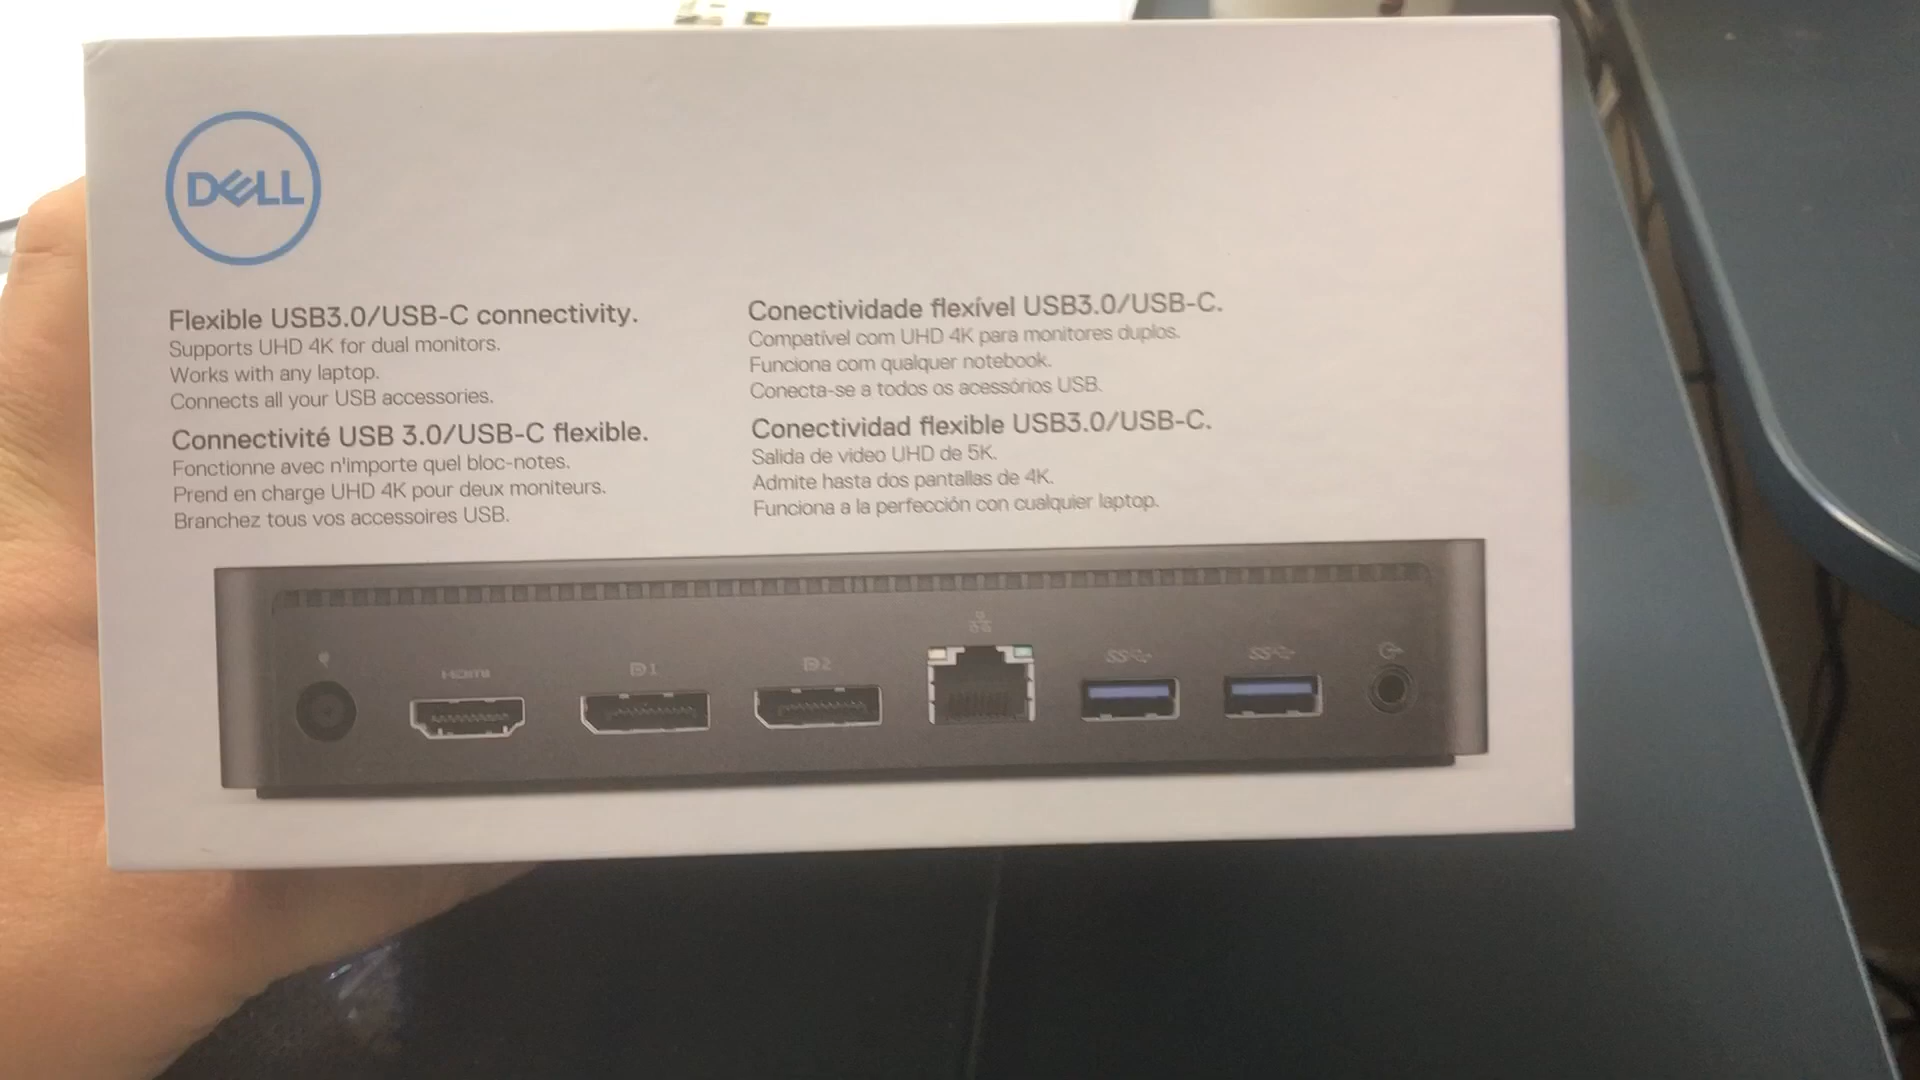 DELL
Flexible USB3.0/USB-C connectivity.
Supports UHD 4K for dual monitors.
Works with any laptop.
Connects all your USB accessories.
Connectivité USB 3.0/USB-C flexible.
Fonctionne avec n'importe quel bloc-notes.
Prend en charge UHD 4K pour deux moniteurs.
Branchez tous vos accessoires USB.
Conectividade flexível USB3.0/USB-C.
Compatível com UHD 4K para monitores duplos.
Funciona com qualquer notebook.
Conecta-se a todos os acessórios USB.
Conectividad flexible USB3.0/USB-C.
Salida de video UHD de 5K.
Admite hasta dos pantallas de 4K.
Funciona a la perfección con cualquier laptop.
HDMI
D 1
D 2
SS
SS